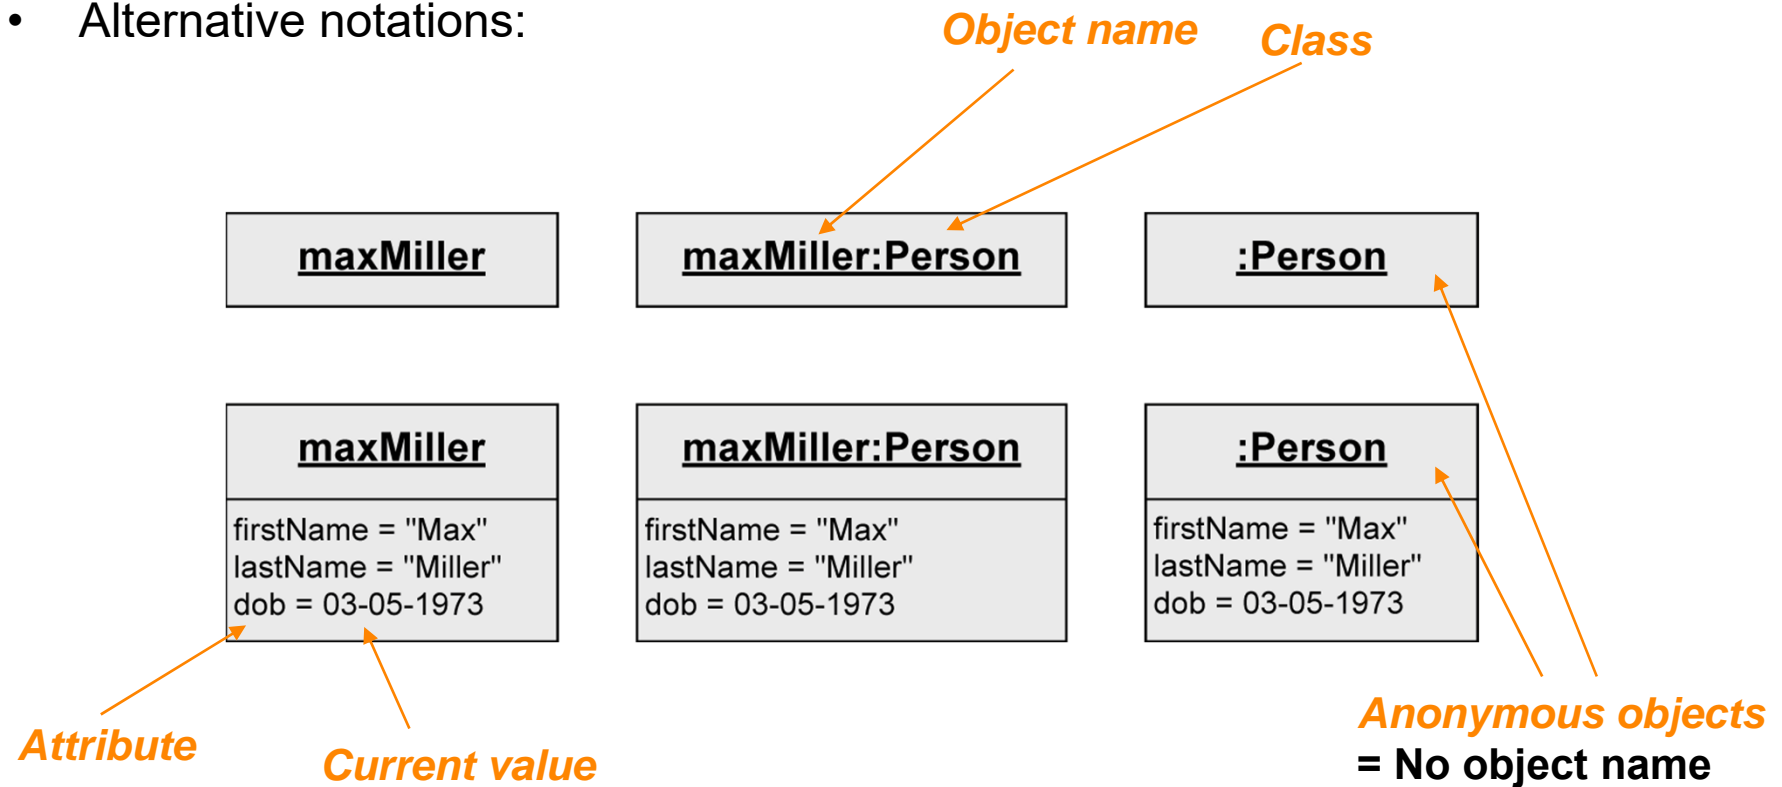 • Alternative notations:
Object name
Class
maxMiller
maxMiller:Person
:Person
maxMiller
firstName = "Max"
lastName = "Miller"
dob = 03-05-1973
maxMiller:Person
firstName = "Max"
lastName = "Miller"
dob = 03-05-1973
:Person
firstName = "Max"
lastName = "Miller"
dob = 03-05-1973
Attribute
Current value
Anonymous objects
= No object name